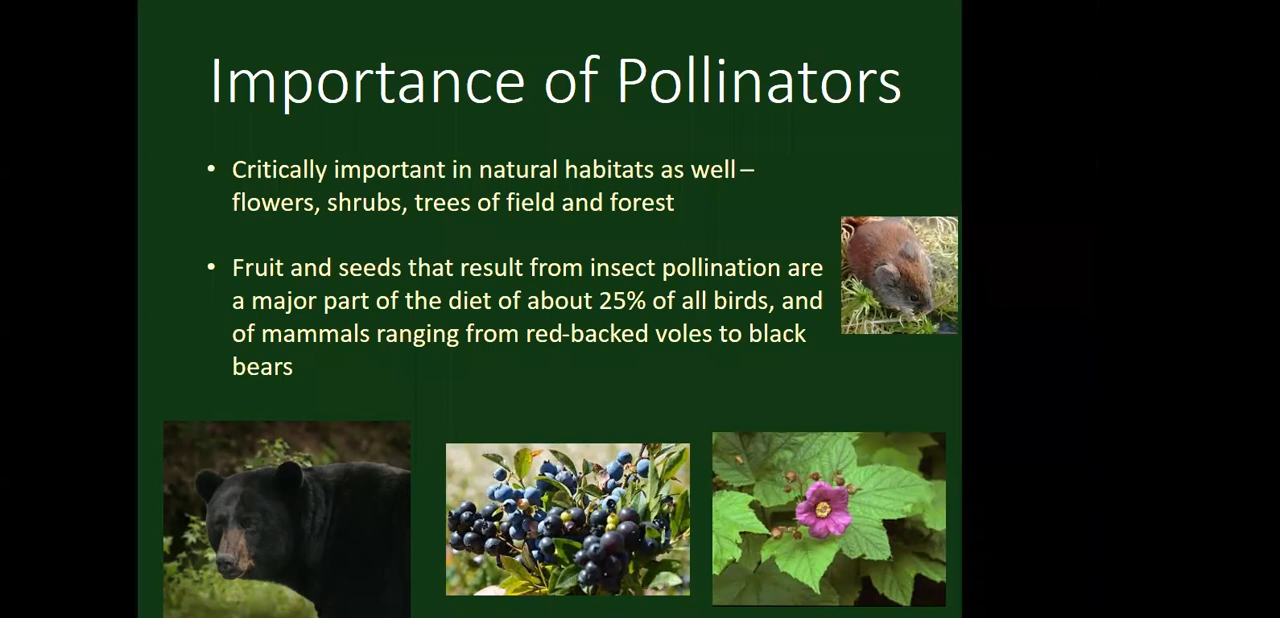 Importance of Pollinators
• Critically important in natural habitats as well – 
flowers, shrubs, trees of field and forest
• Fruit and seeds that result from insect pollination are
a major part of the diet of about 25% of all birds, and
of mammals ranging from red-backed voles to black
bears